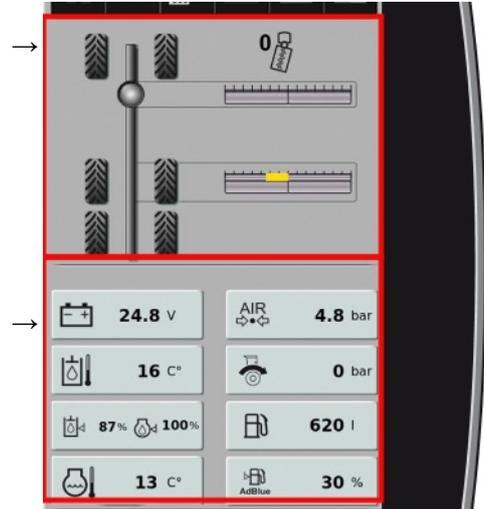 0
24.8 V
AIR
4.8 bar
16 C°
0 bar
87% 100%
620 l
13 C°
AdBlue
30 %